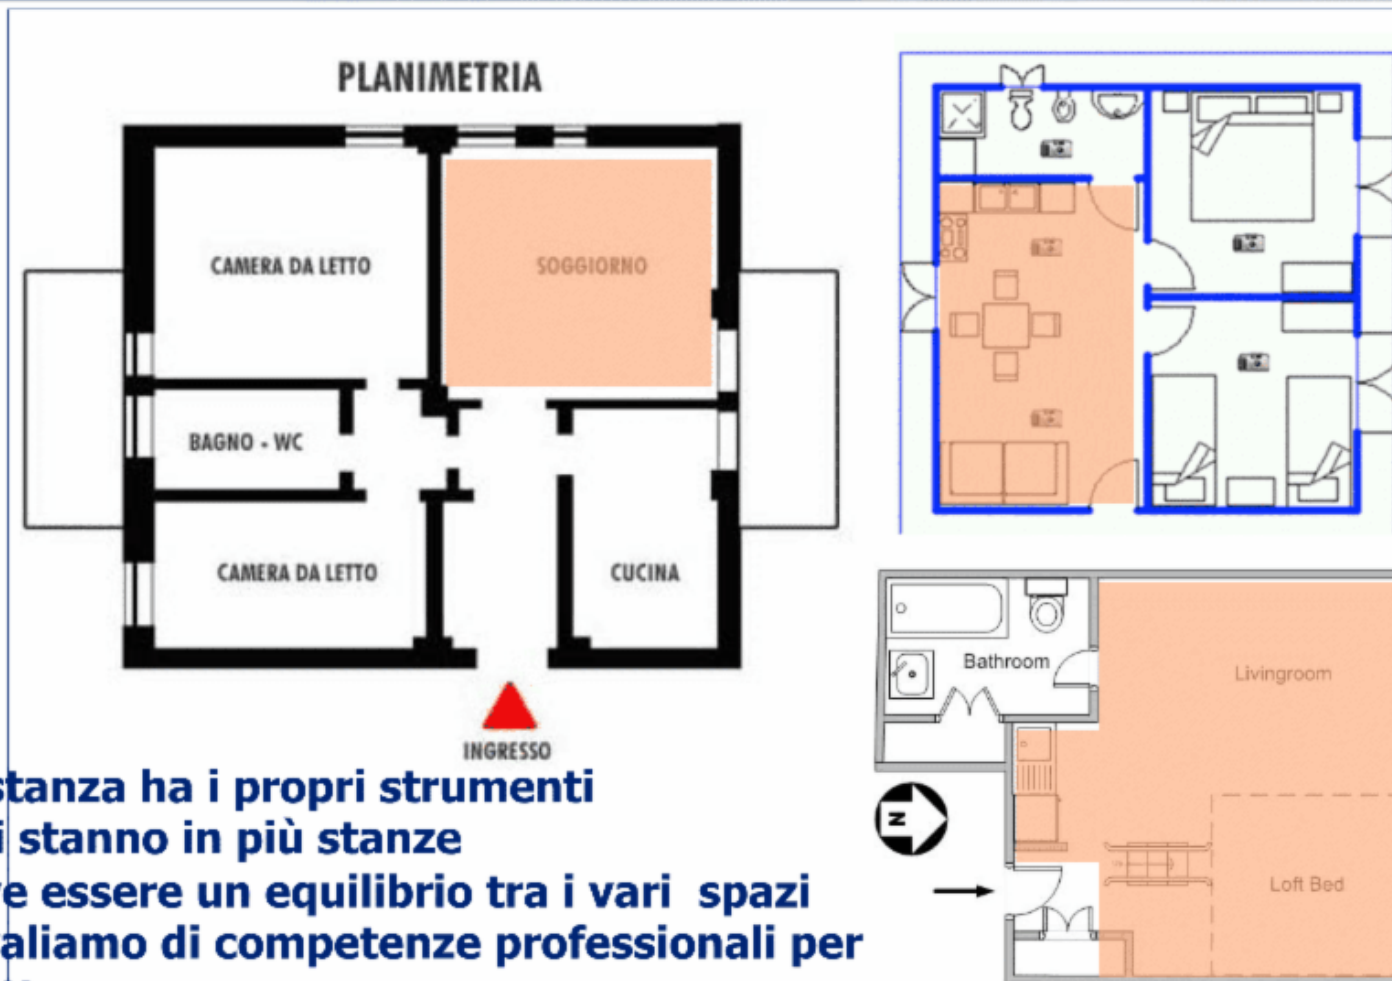 PLANIMETRIA
CAMERA DA LETTO
SOGGIORNO
BAGNO - WC
CAMERA DA LETTO
CUCINA
INGRESSO
Bathroom
Livingroom
N
Loft Bed
stanza ha i propri strumenti
i stanno in più stanze
e essere un equilibrio tra i vari spazi
aliamo di competenze professionali per